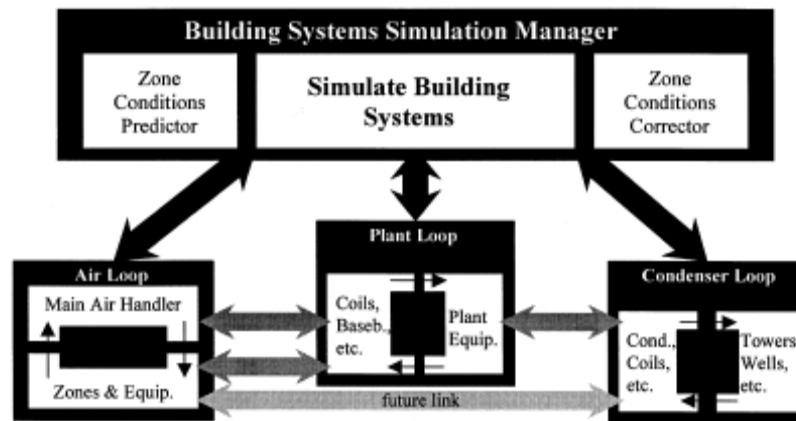 Building Systems Simulation Manager
Zone
Conditions
Predictor
Simulate Building
Systems
Zone
Conditions
Corrector
Plant Loop
Coils,
Baseb.,
etc.
Plant
Equip.
Air Loop
Main Air Handler
Zones & Equip.
Condenser Loop
Cond.,
Coils,
etc.
Towers
Wells,
etc.
future link